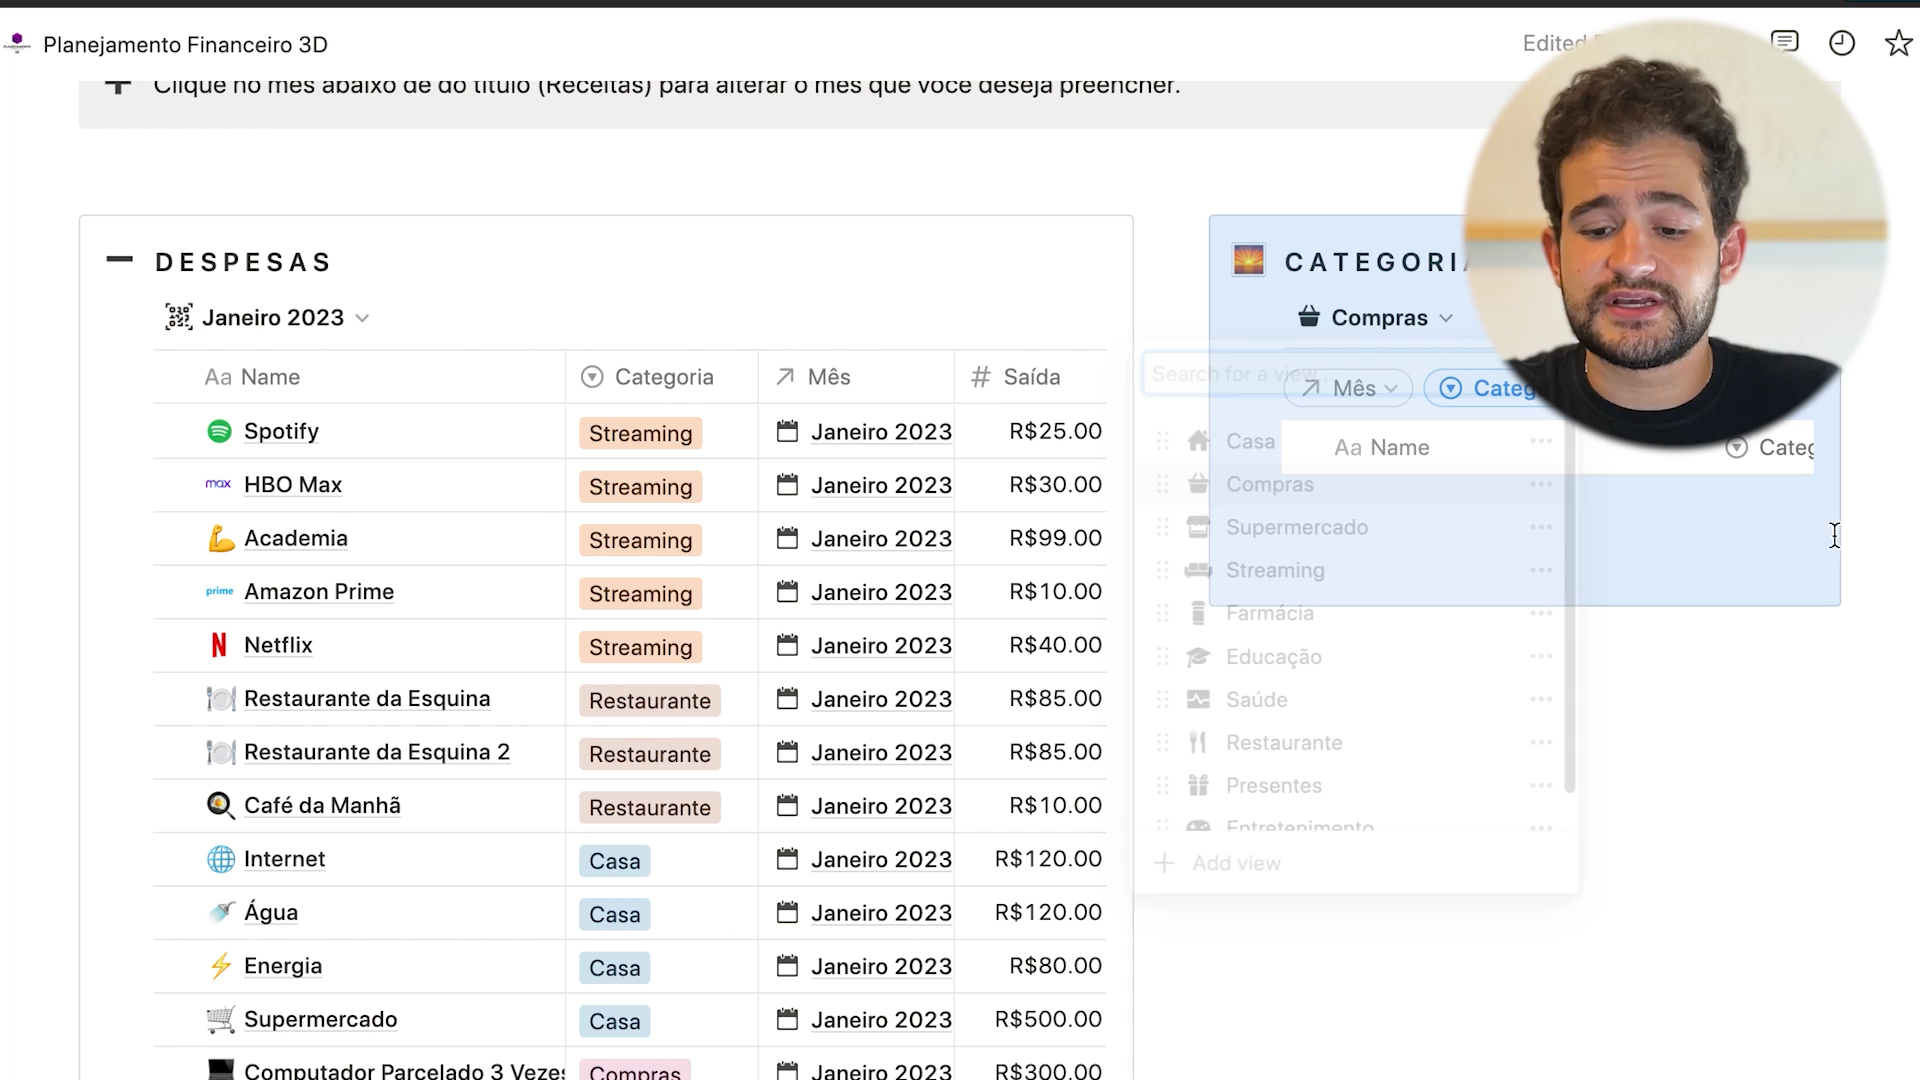 Planejamento Financeiro 3D
Edited
Clique no mês abaixo de do título (Receitas) para alterar o mês que você deseja preencher.
DESPESAS
Janeiro 2023
Aa Name Categoria Mês # Saída
Spotify Streaming Janeiro 2023 R$25.00
max HBO Max Streaming Janeiro 2023 R$30.00
Academia Streaming Janeiro 2023 R$99.00
prime Amazon Prime Streaming Janeiro 2023 R$10.00
N Netflix Streaming Janeiro 2023 R$40.00
Restaurante da Esquina Restaurante Janeiro 2023 R$85.00
Restaurante da Esquina 2 Restaurante Janeiro 2023 R$85.00
Café da Manhã Restaurante Janeiro 2023 R$10.00
Internet Casa Janeiro 2023 R$120.00
Água Casa Janeiro 2023 R$120.00
Energia Casa Janeiro 2023 R$80.00
Supermercado Casa Janeiro 2023 R$500.00
Computador Parcelado 3 Vezes Compras Janeiro 2023 R$300.00
CATEGORIA
Compras
Search for a view...
Mês Categ
Aa Name Categ
Casa
Compras
Supermercado
Streaming
Farmácia
Educação
Saúde
Restaurante
Presentes
Entretenimento
Add view